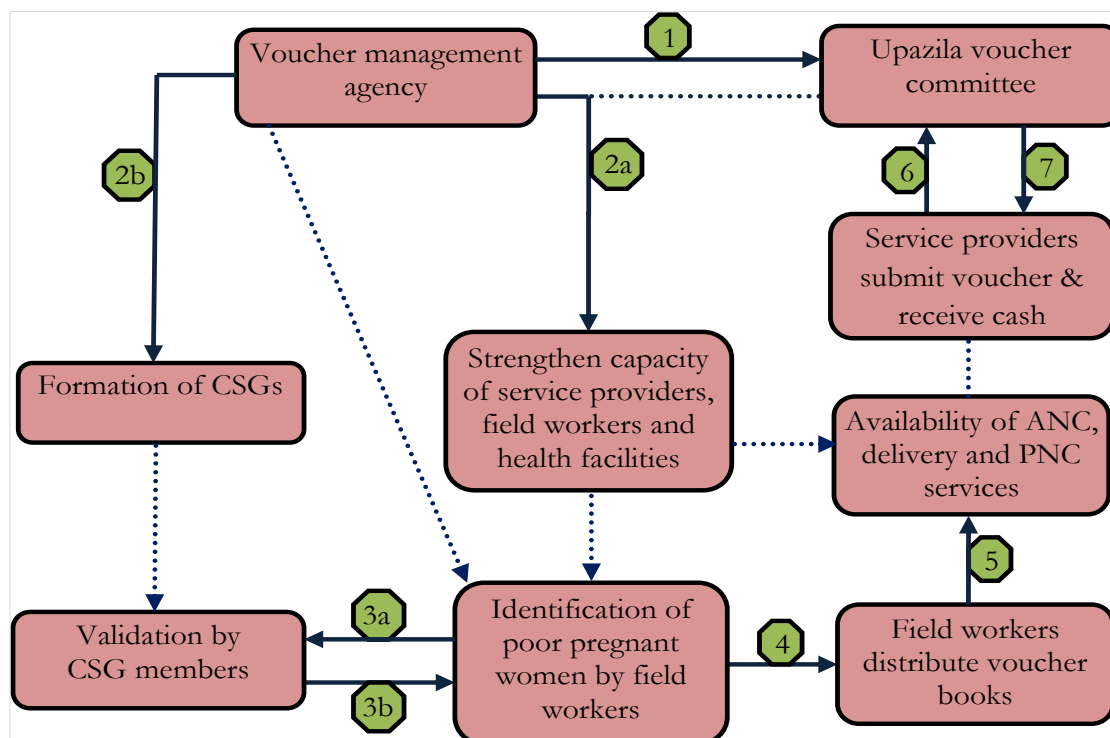 1
Voucher management
agency
Upazila voucher
committee
2b
2a
6
7
Service providers
submit voucher &
receive cash
Formation of CSGs
Strengthen capacity
of service providers,
field workers and
health facilities
Availability of ANC,
delivery and PNC
services
5
3a
Validation by
CSG members
3b
Identification of
poor pregnant
women by field
workers
4
Field workers
distribute voucher
books